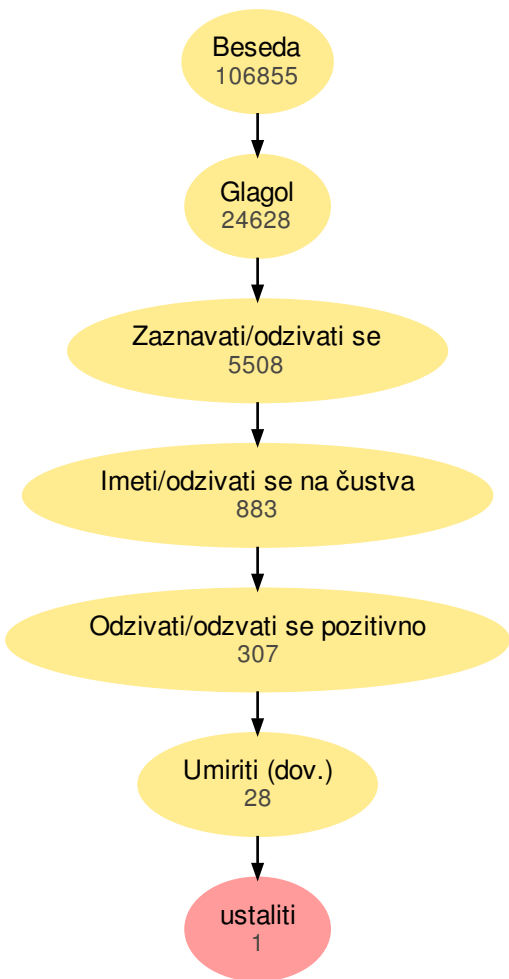 Beseda
106855
Glagol
24628
Zaznavati/odzivati se
5508
Imeti/odzivati se na čustva
883
Odzivati/odzvati se pozitivno
307
Umiriti (dov.)
28
ustaliti
1